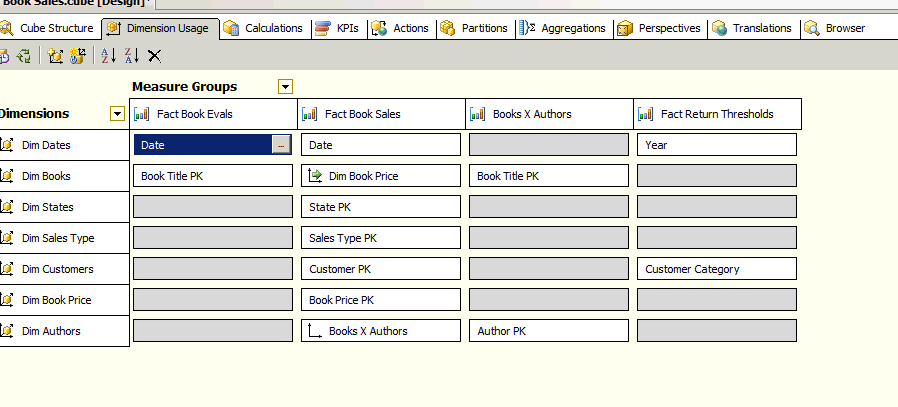 Book Sales.cube [Design]*
Cube Structure Dimension Usage Calculations KPIs Actions Partitions Aggregations Perspectives Translations Browser
Measure Groups
Dimensions Fact Book Evals Fact Book Sales Books X Authors Fact Return Thresholds
Dim Dates Date ... Date Year
Dim Books Book Title PK Dim Book Price Book Title PK
Dim States State PK
Dim Sales Type Sales Type PK
Dim Customers Customer PK Customer Category
Dim Book Price Book Price PK
Dim Authors Books X Authors Author PK